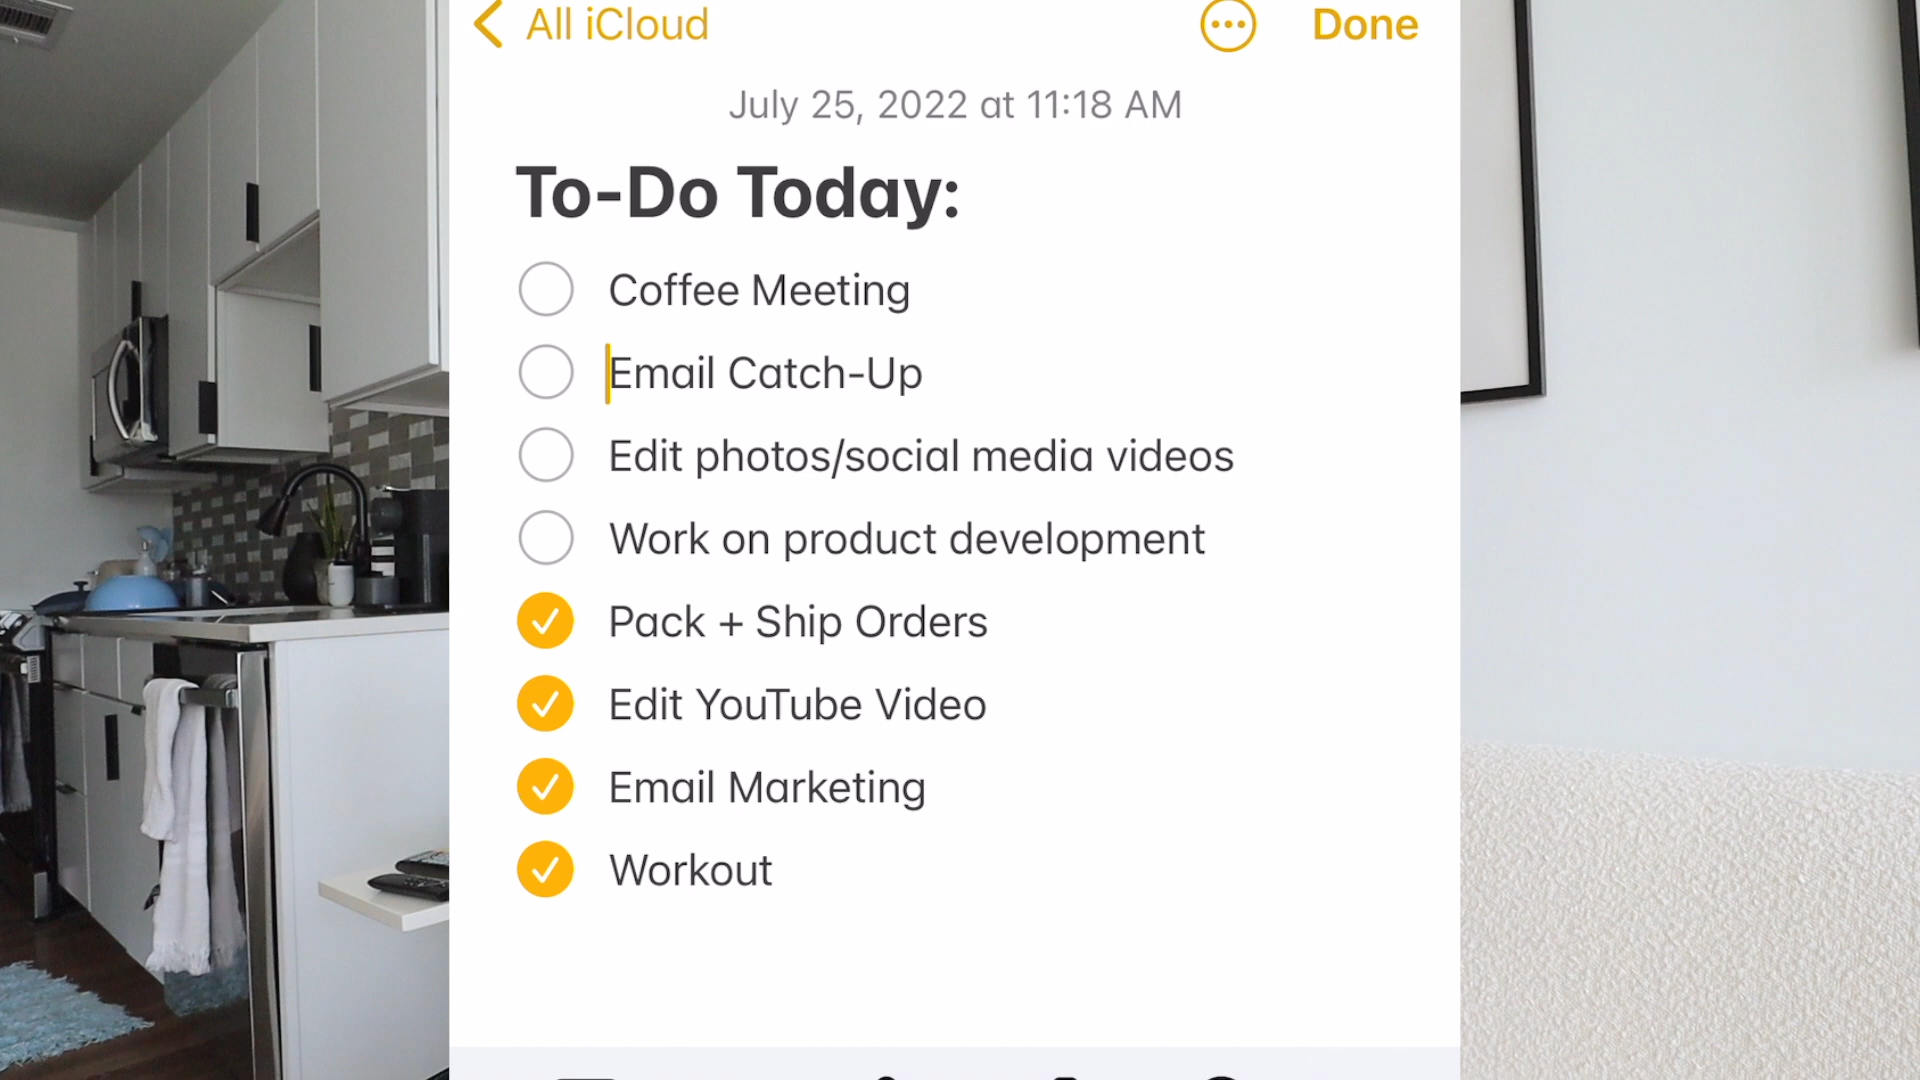 All iCloud
Done
July 25, 2022 at 11:18 AM
To-Do Today:
Coffee Meeting
Email Catch-Up
Edit photos/social media videos
Work on product development
Pack + Ship Orders
Edit YouTube Video
Email Marketing
Workout